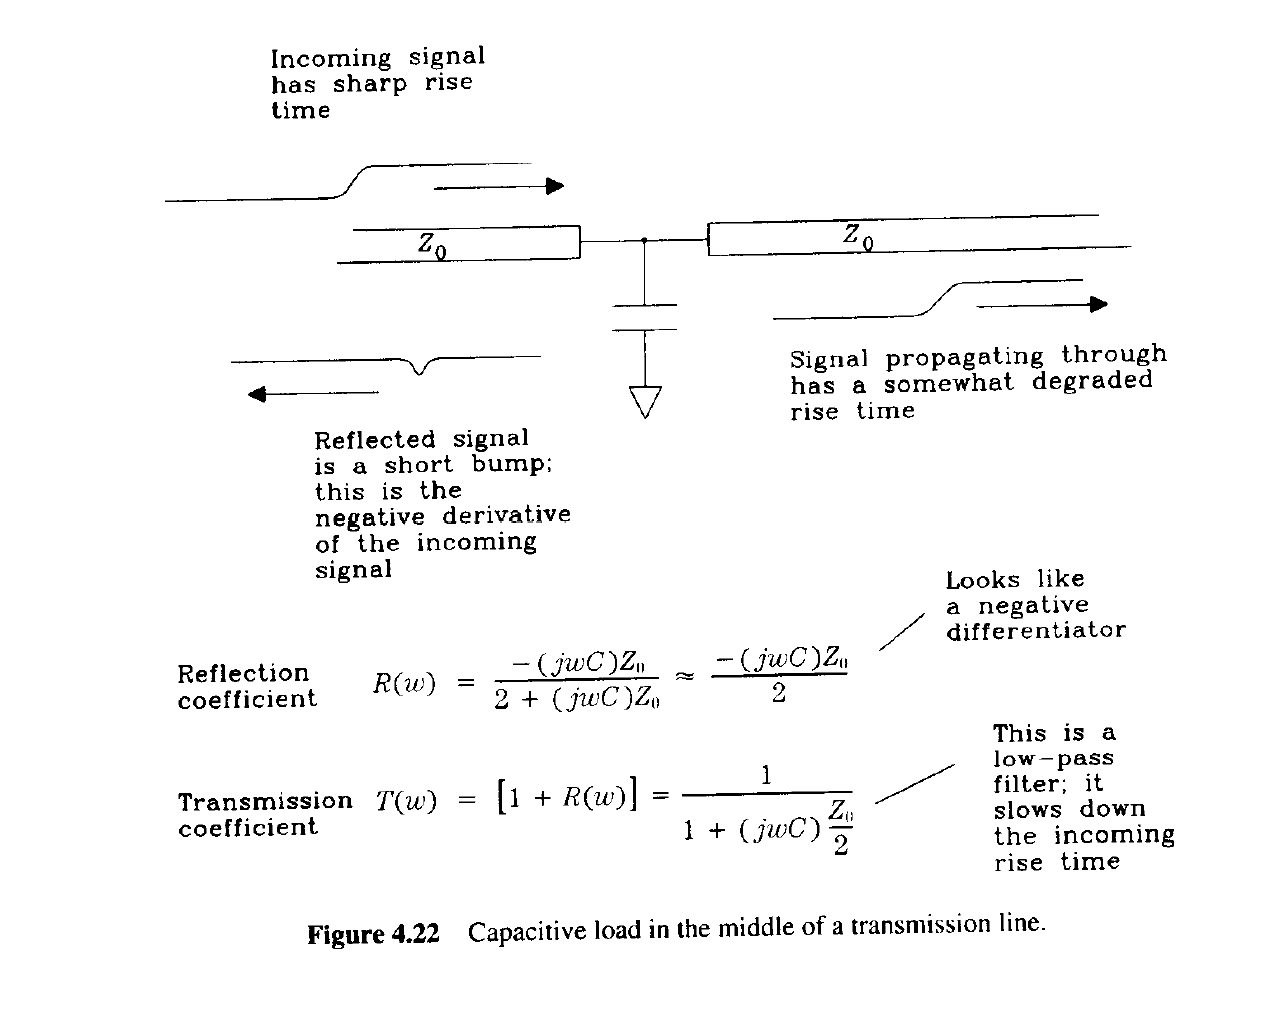 Incoming signal
has sharp rise
time
Z₀
Z₀
Signal propagating through
has a somewhat degraded
rise time
Reflected signal
is a short bump;
this is the
negative derivative
of the incoming
signal
Looks like
a negative
differentiator
Reflection
coefficient
R(w) = −(jwC)Z₀ / 2 + (jwC)Z₀ ≈ −(jwC)Z₀ / 2
This is a
low-pass
filter; it
slows down
the incoming
rise time
Transmission
coefficient
T(w) = [1 + R(w)] = 1 / 1 + (jwC) Z₀ / 2
Figure 4.22 Capacitive load in the middle of a transmission line.